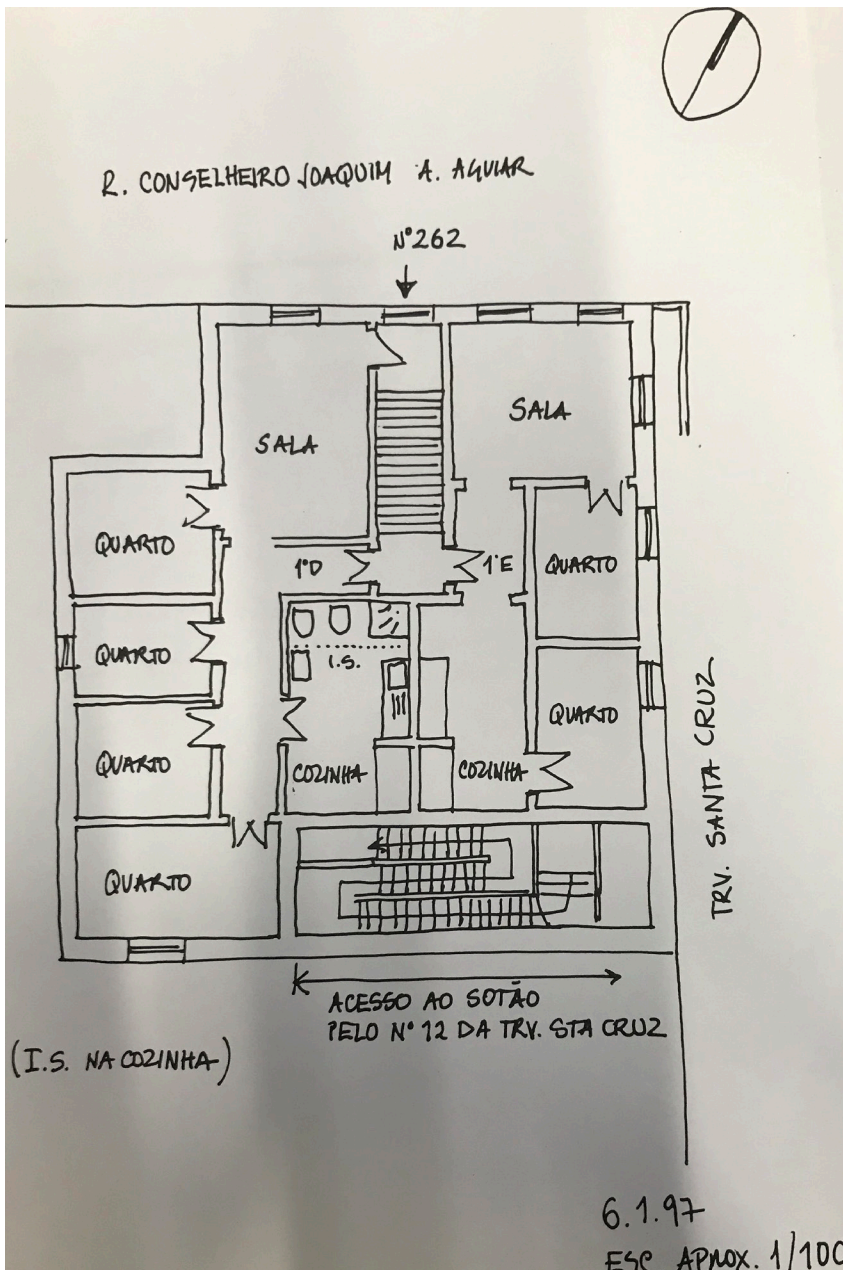 R. CONSELHEIRO JOAQUIM A. AGUIAR
Nº262
SALA
SALA
QUARTO
1ºD
1ºE
QUARTO
QUARTO
I.S.
QUARTO
QUARTO
COZINHA
COZINHA
QUARTO
TRV. SANTA CRUZ
ACESSO AO SOTÃO
PELO Nº 12 DA TRV. STA CRUZ
(I.S. NA COZINHA)
6.1.97
ESC. APROX. 1/100